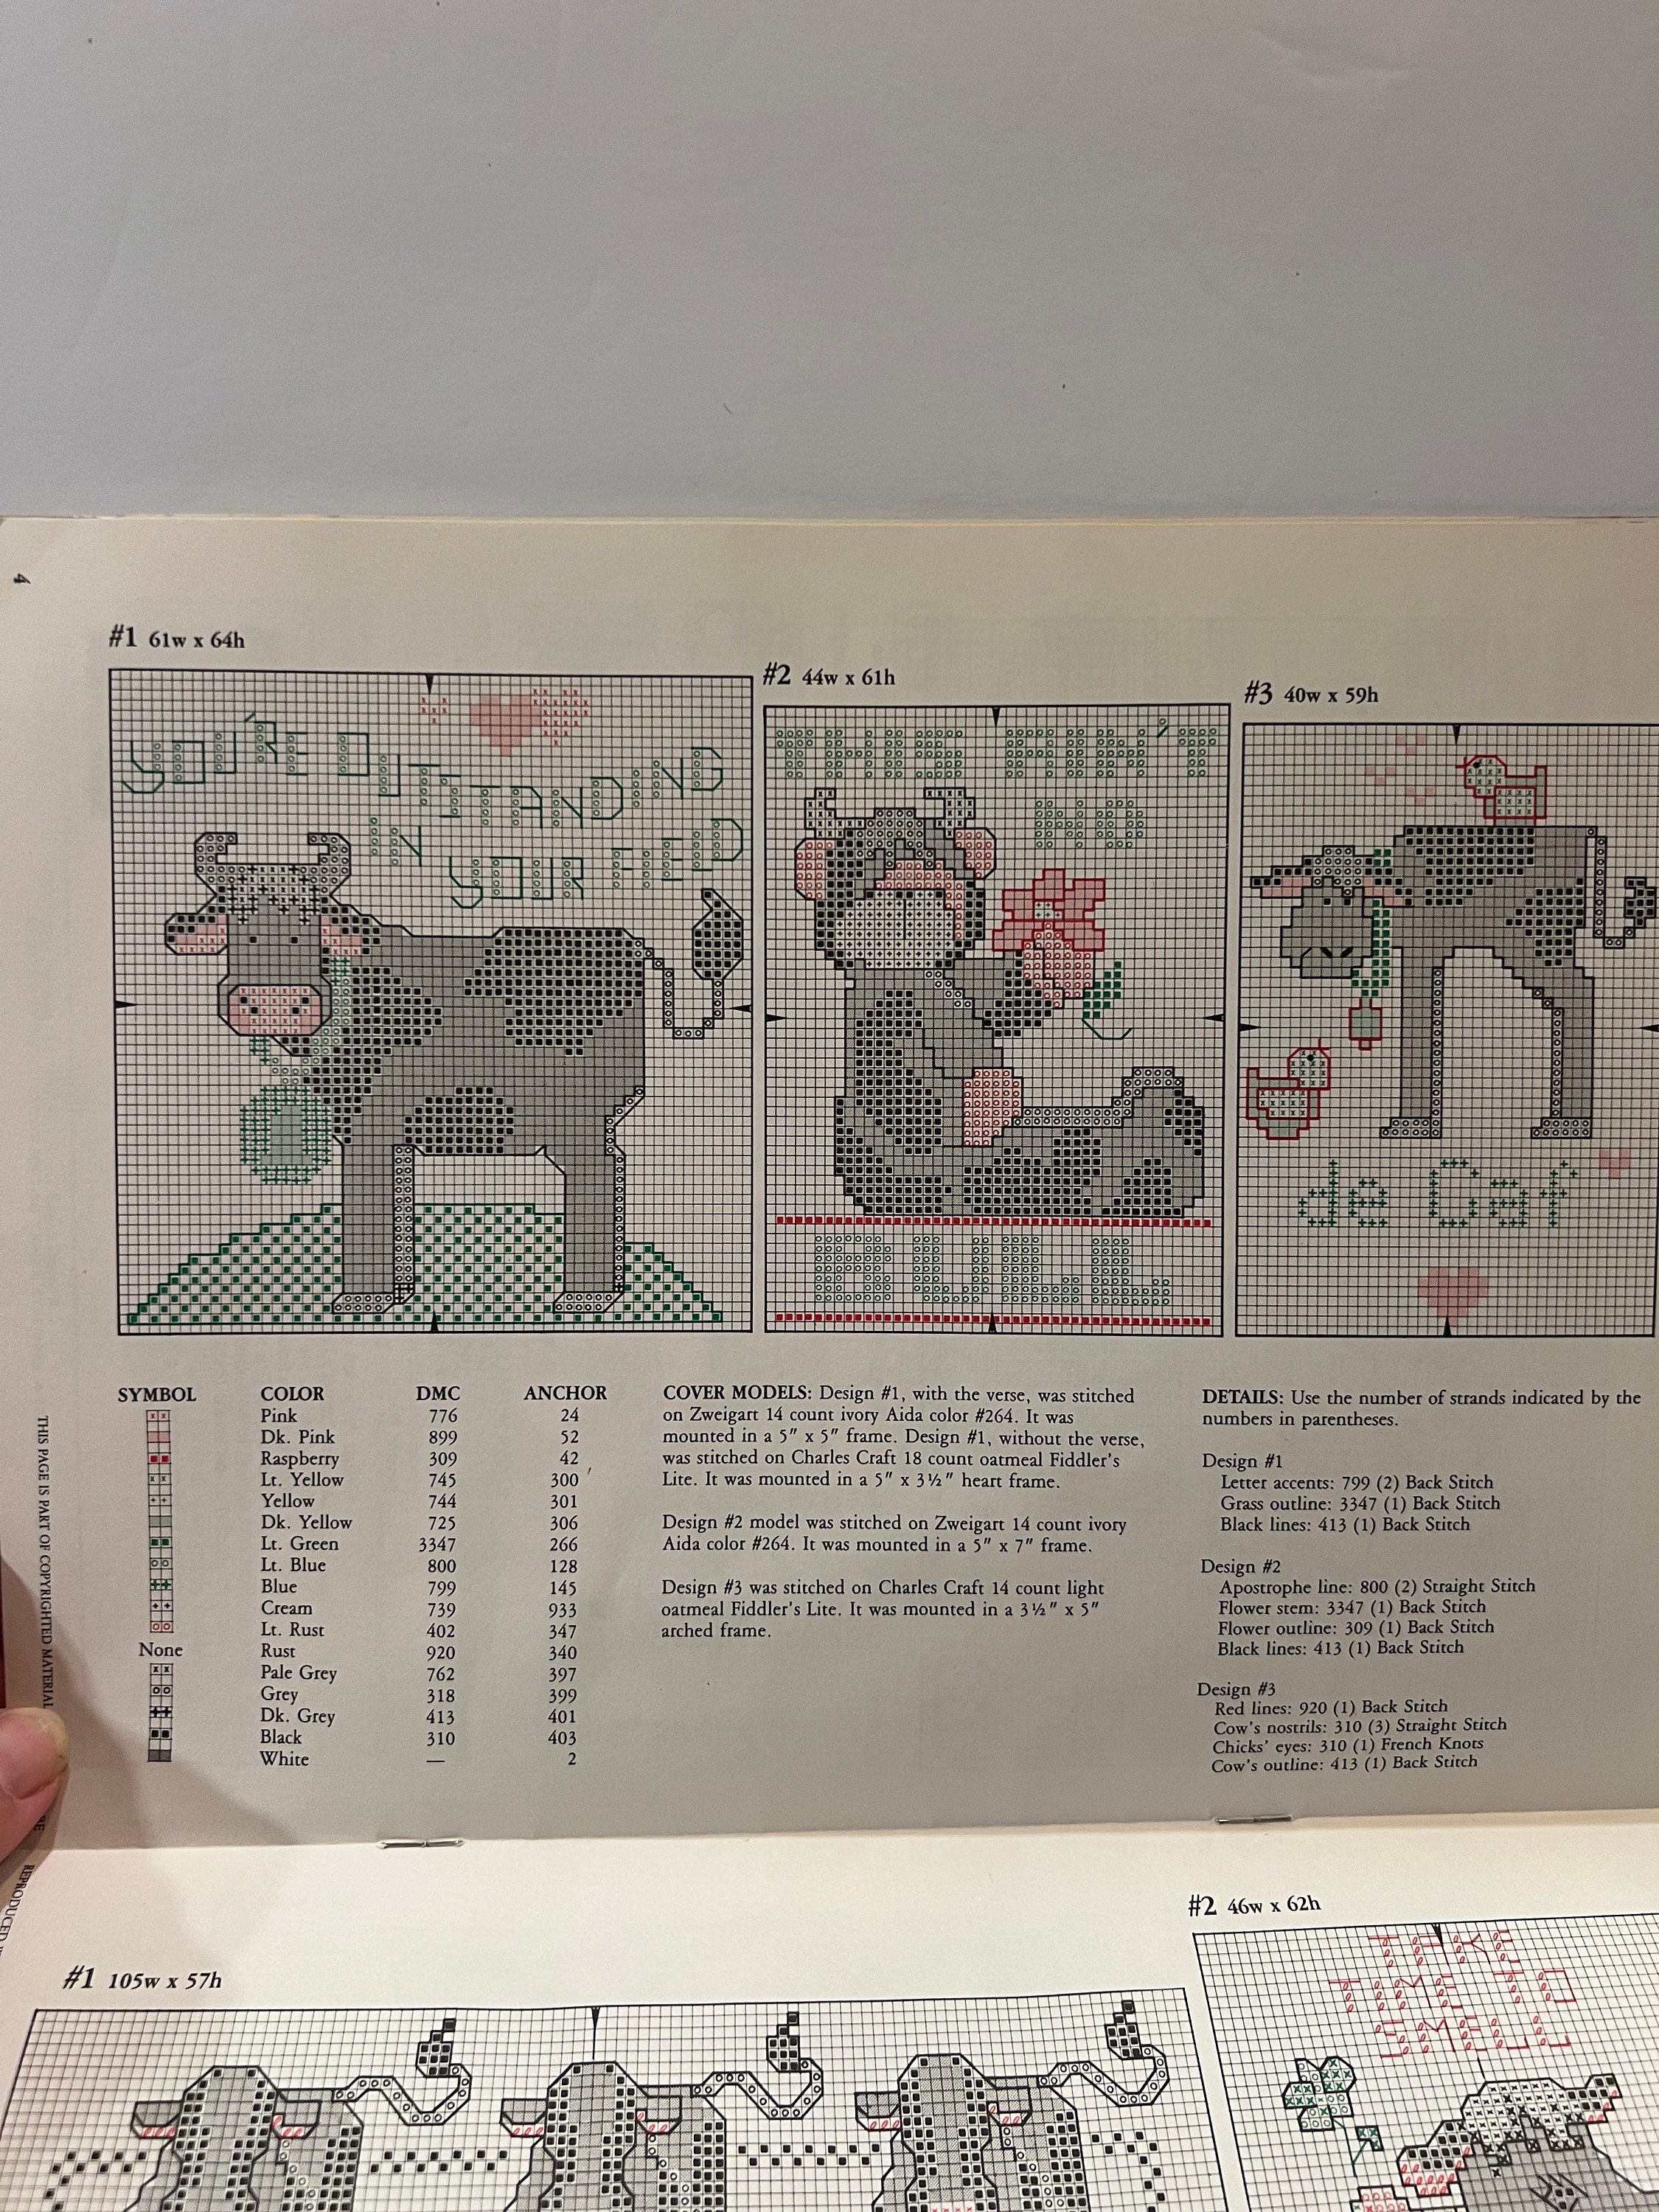 4
#1 61w x 64h
YOU'RE OUTSTANDING
IN YOUR FIELD
#2 44w x 61h
THIS AIN'T
NO
BULL.
#3 40w x 59h
de Gar'
SYMBOL COLOR DMC ANCHOR
Pink 776 24
Dk. Pink 899 52
Raspberry 309 42
Lt. Yellow 745 300
Yellow 744 301
Dk. Yellow 725 306
Lt. Green 3347 266
Lt. Blue 800 128
Blue 799 145
Cream 739 933
Lt. Rust 402 347
None Rust 920 340
Pale Grey 762 397
Grey 318 399
Dk. Grey 413 401
Black 310 403
White — 2
COVER MODELS: Design #1, with the verse, was stitched
on Zweigart 14 count ivory Aida color #264. It was
mounted in a 5" x 5" frame. Design #1, without the verse,
was stitched on Charles Craft 18 count oatmeal Fiddler's
Lite. It was mounted in a 5" x 3½" heart frame.
Design #2 model was stitched on Zweigart 14 count ivory
Aida color #264. It was mounted in a 5" x 7" frame.
Design #3 was stitched on Charles Craft 14 count light
oatmeal Fiddler's Lite. It was mounted in a 3½" x 5"
arched frame.
DETAILS: Use the number of strands indicated by the
numbers in parentheses.
Design #1
Letter accents: 799 (2) Back Stitch
Grass outline: 3347 (1) Back Stitch
Black lines: 413 (1) Back Stitch
Design #2
Apostrophe line: 800 (2) Straight Stitch
Flower stem: 3347 (1) Back Stitch
Flower outline: 309 (1) Back Stitch
Black lines: 413 (1) Back Stitch
Design #3
Red lines: 920 (1) Back Stitch
Cow's nostrils: 310 (3) Straight Stitch
Chicks' eyes: 310 (1) French Knots
Cow's outline: 413 (1) Back Stitch
THIS PAGE IS PART OF COPYRIGHTED MATERIAL
REPRODUCED
#1 105w x 57h
#2 46w x 62h
TAKE
TIME TO
SMELL